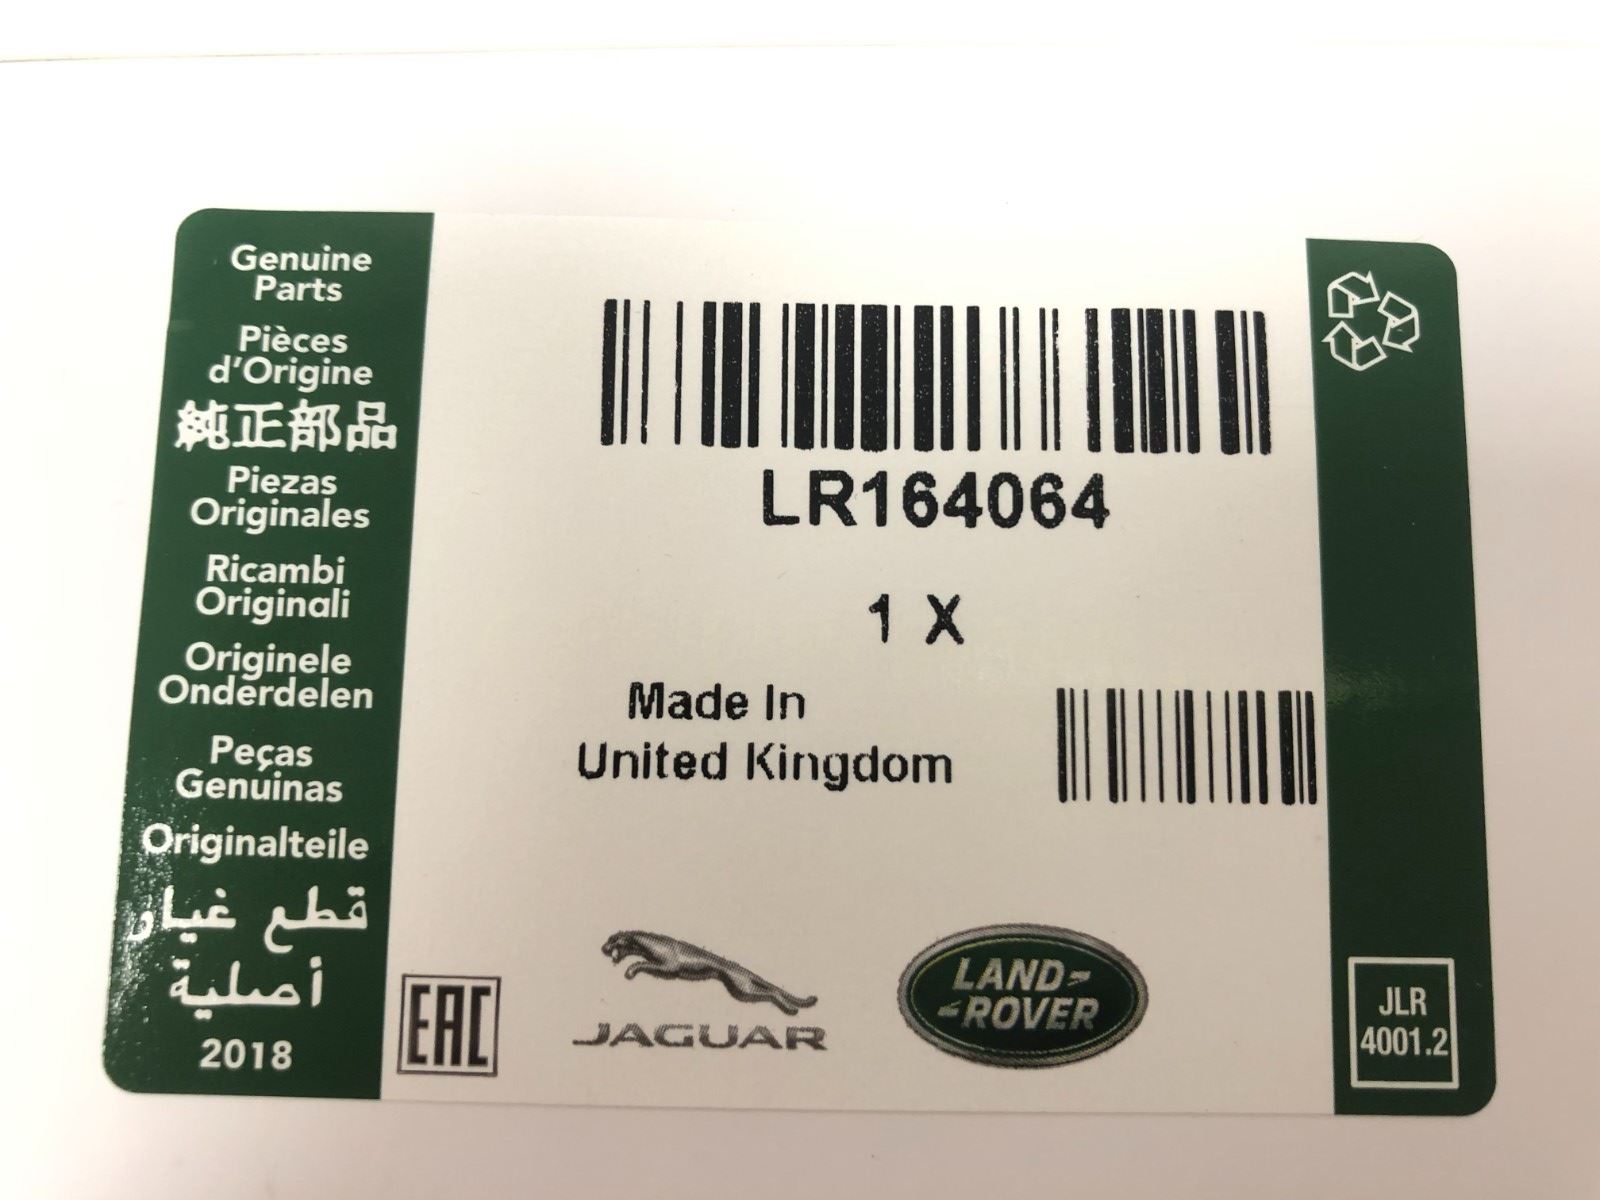 Genuine
Parts
Pièces
d'Origine
純正部品
Piezas
Originales
Ricambi
Originali
Originele
Onderdelen
Peças
Genuinas
Originalteile
قطع غيار
أصلية
2018
LR164064
1 X
Made In
United Kingdom
EAC
JAGUAR
LAND-
-ROVER
JLR
4001.2